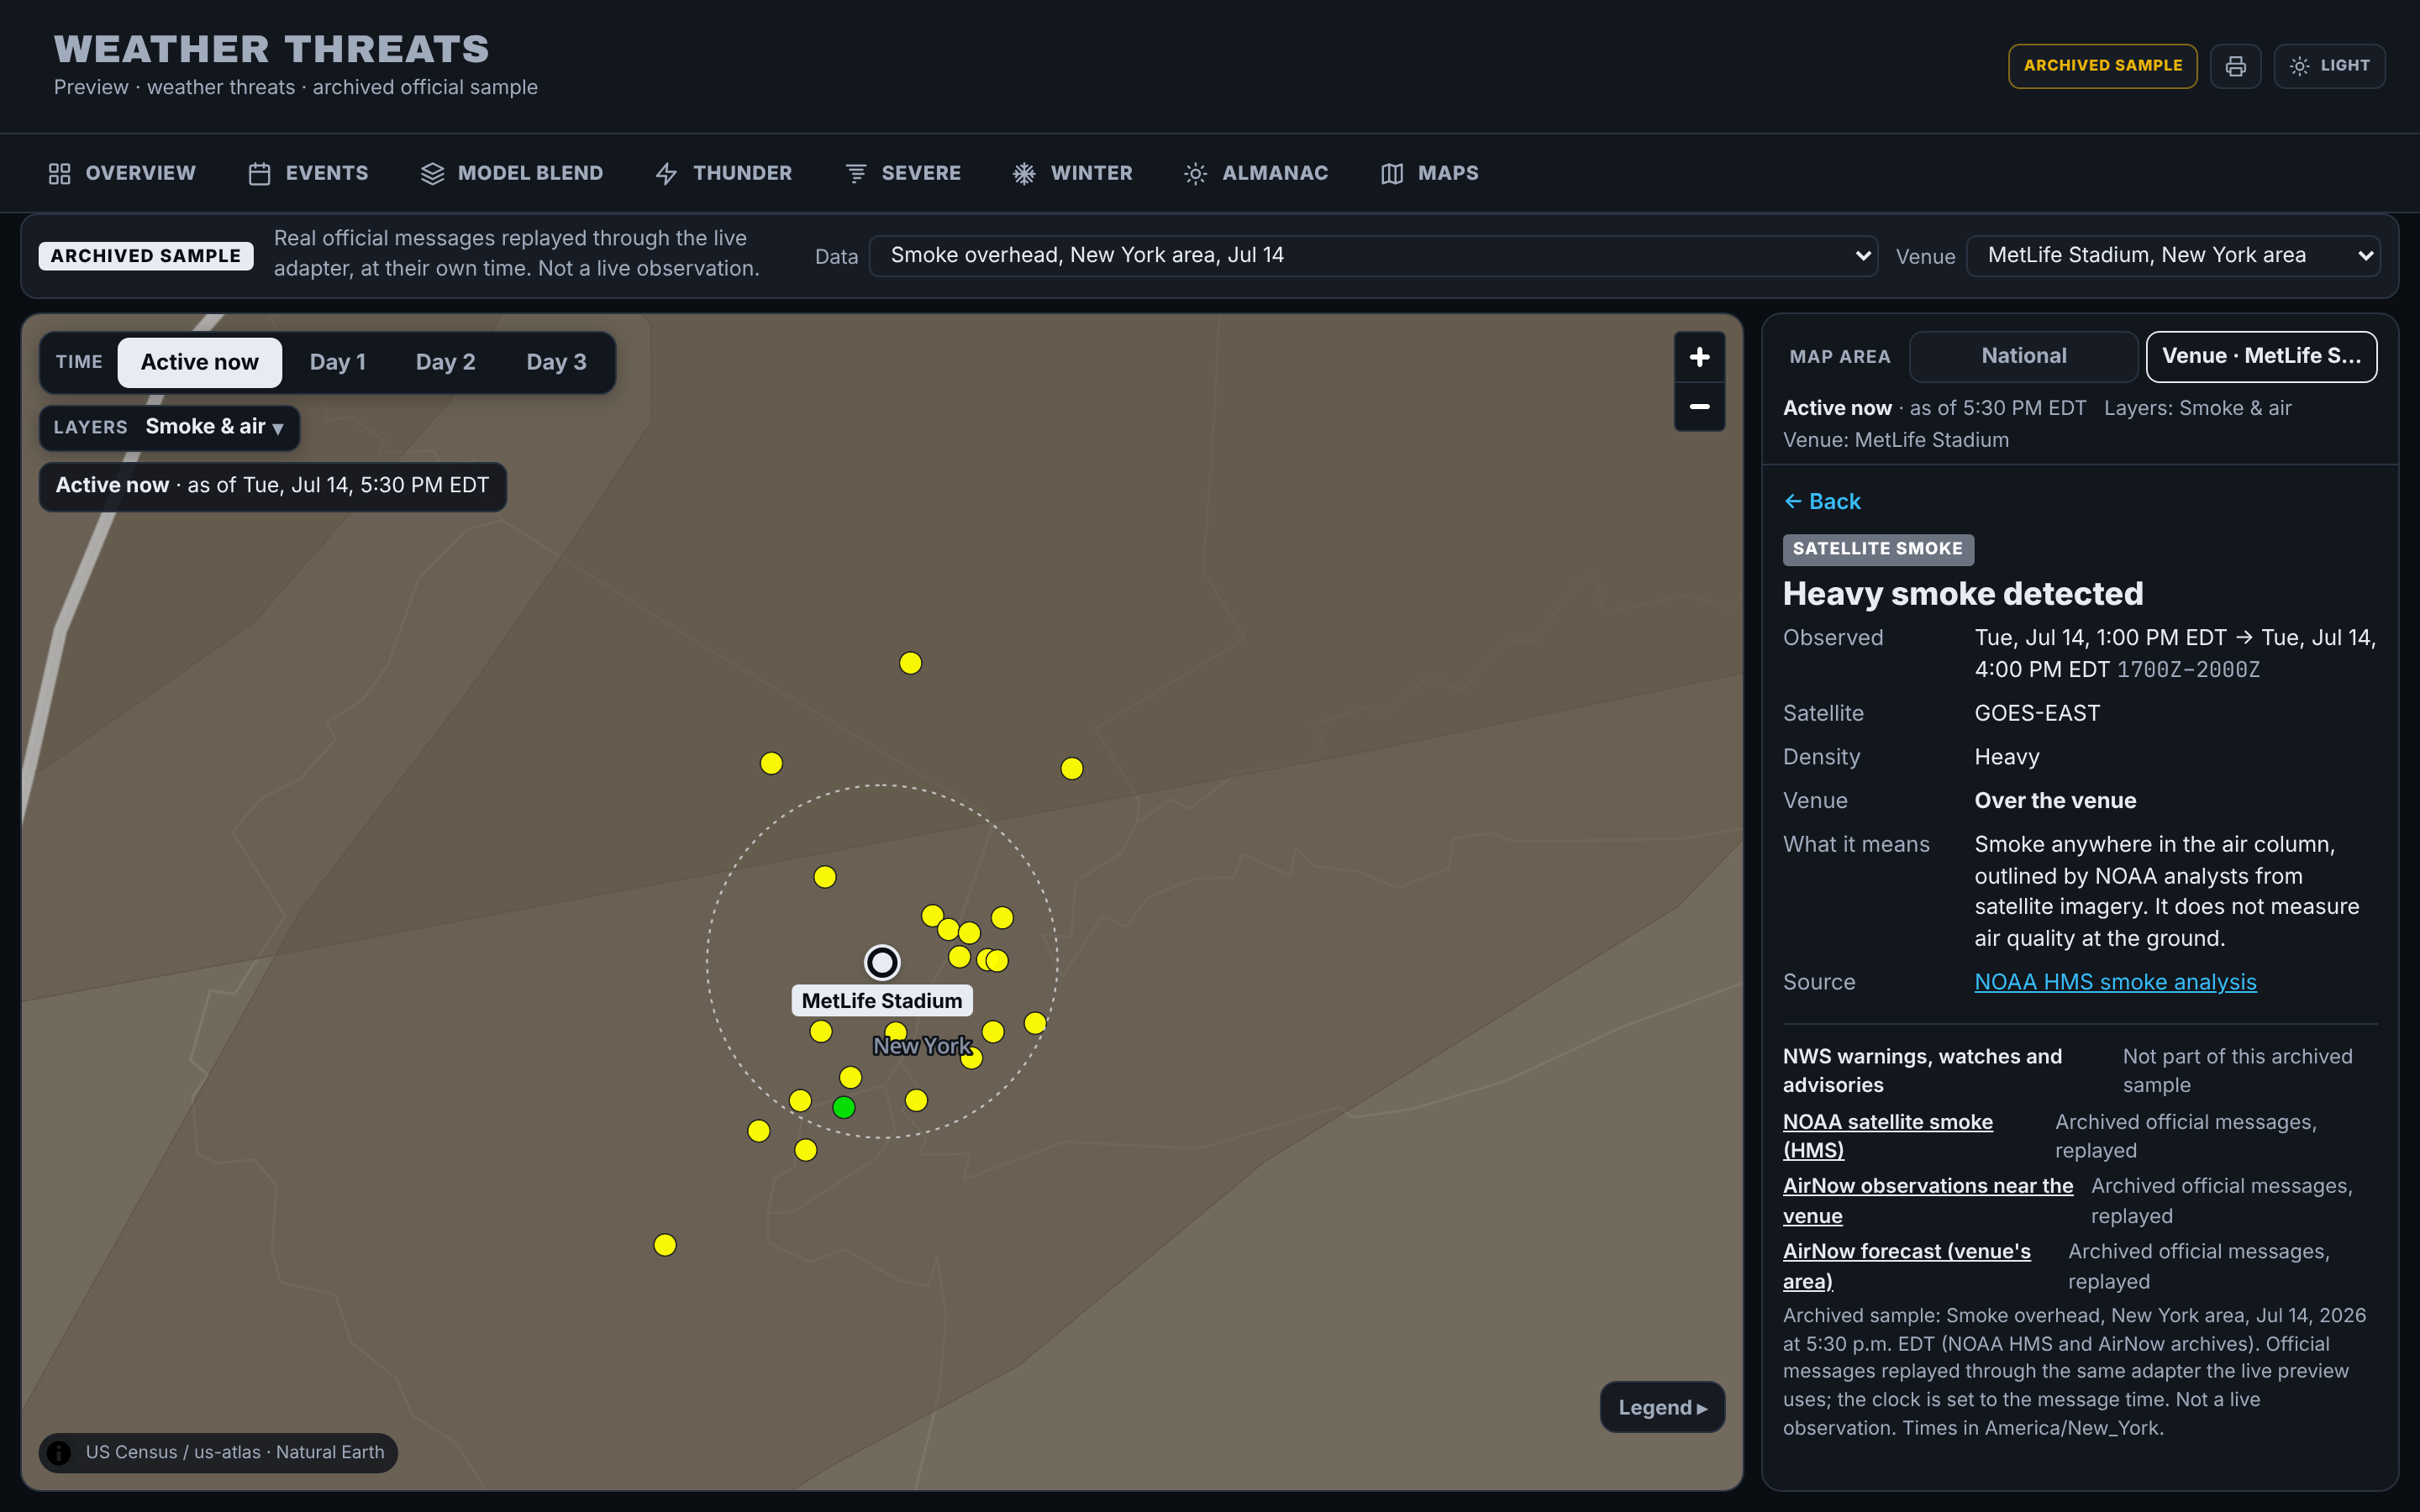 WEATHER THREATS
Preview · weather threats · archived official sample
ARCHIVED SAMPLE
LIGHT
OVERVIEW
EVENTS
MODEL BLEND
THUNDER
SEVERE
WINTER
ALMANAC
MAPS
ARCHIVED SAMPLE
Real official messages replayed through the live
adapter, at their own time. Not a live observation.
Data
Smoke overhead, New York area, Jul 14
Venue
MetLife Stadium, New York area
TIME
Active now
Day 1
Day 2
Day 3
LAYERS Smoke & air ▾
Active now · as of Tue, Jul 14, 5:30 PM EDT
+
−
MetLife Stadium
New York
Legend ▸
US Census / us-atlas · Natural Earth
MAP AREA
National
Venue · MetLife S...
Active now · as of 5:30 PM EDT Layers: Smoke & air
Venue: MetLife Stadium
← Back
SATELLITE SMOKE
Heavy smoke detected
Observed
Tue, Jul 14, 1:00 PM EDT → Tue, Jul 14,
4:00 PM EDT 1700Z–2000Z
Satellite
GOES-EAST
Density
Heavy
Venue
Over the venue
What it means
Smoke anywhere in the air column,
outlined by NOAA analysts from
satellite imagery. It does not measure
air quality at the ground.
Source
NOAA HMS smoke analysis
NWS warnings, watches and
advisories
Not part of this archived
sample
NOAA satellite smoke
(HMS)
Archived official messages,
replayed
AirNow observations near the
venue
Archived official messages,
replayed
AirNow forecast (venue's
area)
Archived official messages,
replayed
Archived sample: Smoke overhead, New York area, Jul 14, 2026
at 5:30 p.m. EDT (NOAA HMS and AirNow archives). Official
messages replayed through the same adapter the live preview
uses; the clock is set to the message time. Not a live
observation. Times in America/New_York.